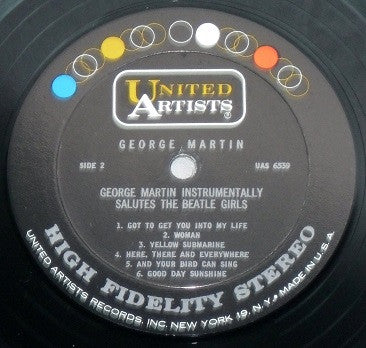 UNITED
ARTISTS
GEORGE MARTIN
SIDE 2
UAS 6539
GEORGE MARTIN INSTRUMENTALLY
SALUTES THE BEATLE GIRLS
1. GOT TO GET YOU INTO MY LIFE
2. WOMAN
3. YELLOW SUBMARINE
4. HERE, THERE AND EVERYWHERE
5. AND YOUR BIRD CAN SING
6. GOOD DAY SUNSHINE
HIGH FIDELITY STEREO
UNITED ARTISTS RECORDS, INC. NEW YORK 19, N.Y. • MADE IN U.S.A.